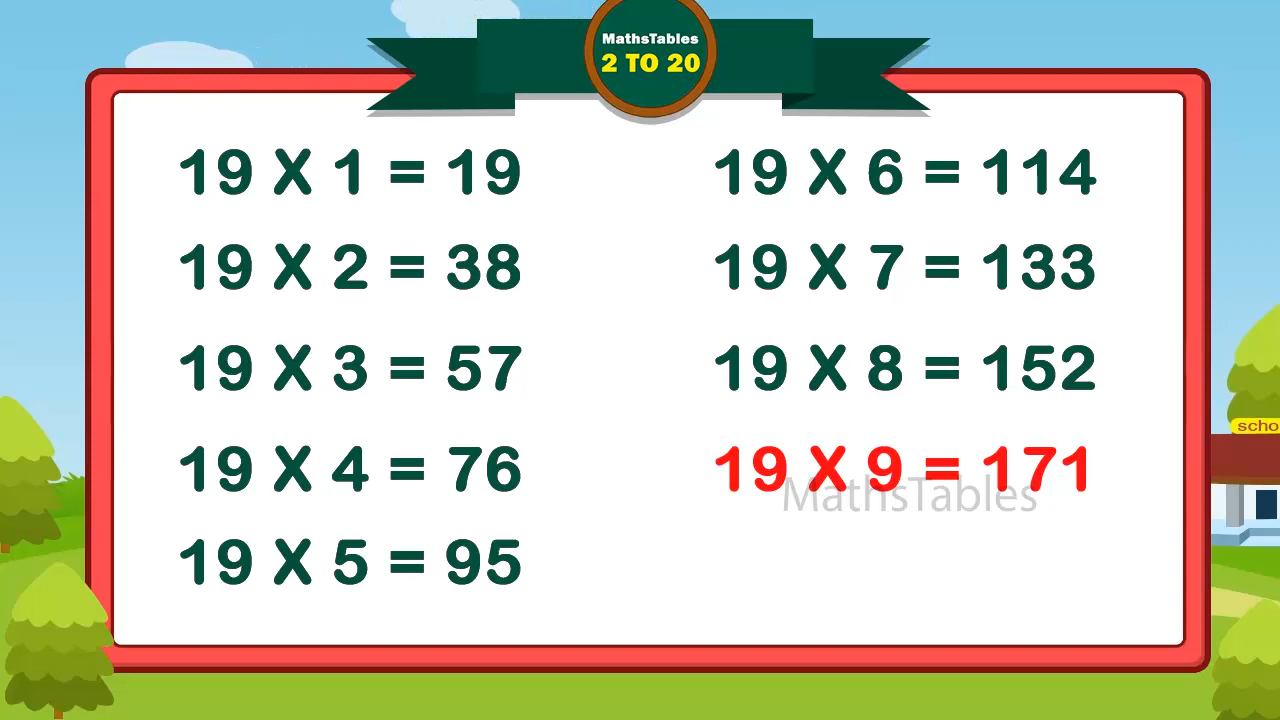 MathsTables
2 TO 20
19 X 1 = 19
19 X 2 = 38
19 X 3 = 57
19 X 4 = 76
19 X 5 = 95
19 X 6 = 114
19 X 7 = 133
19 X 8 = 152
19 X 9 = 171
MathsTables
scho